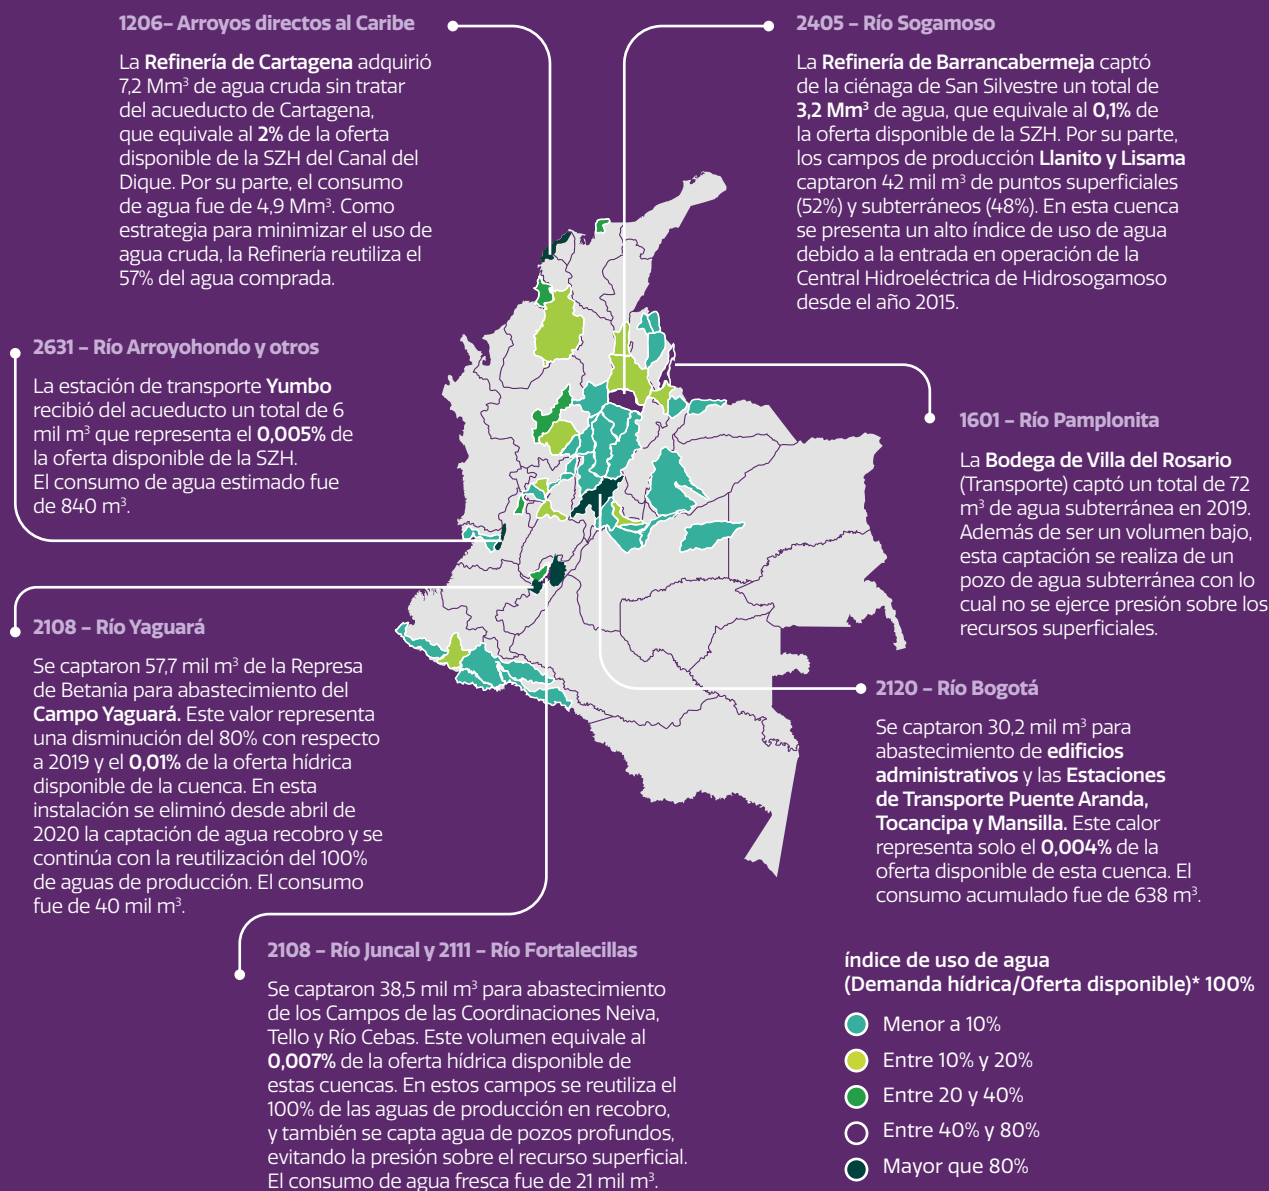 1206– Arroyos directos al Caribe
La Refinería de Cartagena adquirió
7,2 Mm³ de agua cruda sin tratar
del acueducto de Cartagena,
que equivale al 2% de la oferta
disponible de la SZH del Canal del
Dique. Por su parte, el consumo
de agua fue de 4,9 Mm³. Como
estrategia para minimizar el uso de
agua cruda, la Refinería reutiliza el
57% del agua comprada.
2405 – Río Sogamoso
La Refinería de Barrancabermeja captó
de la ciénaga de San Silvestre un total de
3,2 Mm³ de agua, que equivale al 0,1% de
la oferta disponible de la SZH. Por su parte,
los campos de producción Llanito y Lisama
captaron 42 mil m³ de puntos superficiales
(52%) y subterráneos (48%). En esta cuenca
se presenta un alto índice de uso de agua
debido a la entrada en operación de la
Central Hidroeléctrica de Hidrosogamoso
desde el año 2015.
2631 – Río Arroyohondo y otros
La estación de transporte Yumbo
recibió del acueducto un total de 6
mil m³ que representa el 0,005% de
la oferta disponible de la SZH.
El consumo de agua estimado fue
de 840 m³.
1601 – Río Pamplonita
La Bodega de Villa del Rosario
(Transporte) captó un total de 72
m³ de agua subterránea en 2019.
Además de ser un volumen bajo,
esta captación se realiza de un
pozo de agua subterránea con lo
cual no se ejerce presión sobre los
recursos superficiales.
2108 – Río Yaguará
Se captaron 57,7 mil m³ de la Represa
de Betania para abastecimiento del
Campo Yaguará. Este valor representa
una disminución del 80% con respecto
a 2019 y el 0,01% de la oferta hídrica
disponible de la cuenca. En esta
instalación se eliminó desde abril de
2020 la captación de agua recobro y se
continúa con la reutilización del 100%
de aguas de producción. El consumo
fue de 40 mil m³.
2120 – Río Bogotá
Se captaron 30,2 mil m³ para
abastecimiento de edificios
administrativos y las Estaciones
de Transporte Puente Aranda,
Tocancipa y Mansilla. Este calor
representa solo el 0,004% de la
oferta disponible de esta cuenca. El
consumo acumulado fue de 638 m³.
2108 – Río Juncal y 2111 – Río Fortalecillas
Se captaron 38,5 mil m³ para abastecimiento
de los Campos de las Coordinaciones Neiva,
Tello y Río Cebas. Este volumen equivale al
0,007% de la oferta hídrica disponible de
estas cuencas. En estos campos se reutiliza el
100% de las aguas de producción en recobro,
y también se capta agua de pozos profundos,
evitando la presión sobre el recurso superficial.
El consumo de agua fresca fue de 21 mil m³.
índice de uso de agua
(Demanda hídrica/Oferta disponible)* 100%
Menor a 10%
Entre 10% y 20%
Entre 20 y 40%
Entre 40% y 80%
Mayor que 80%